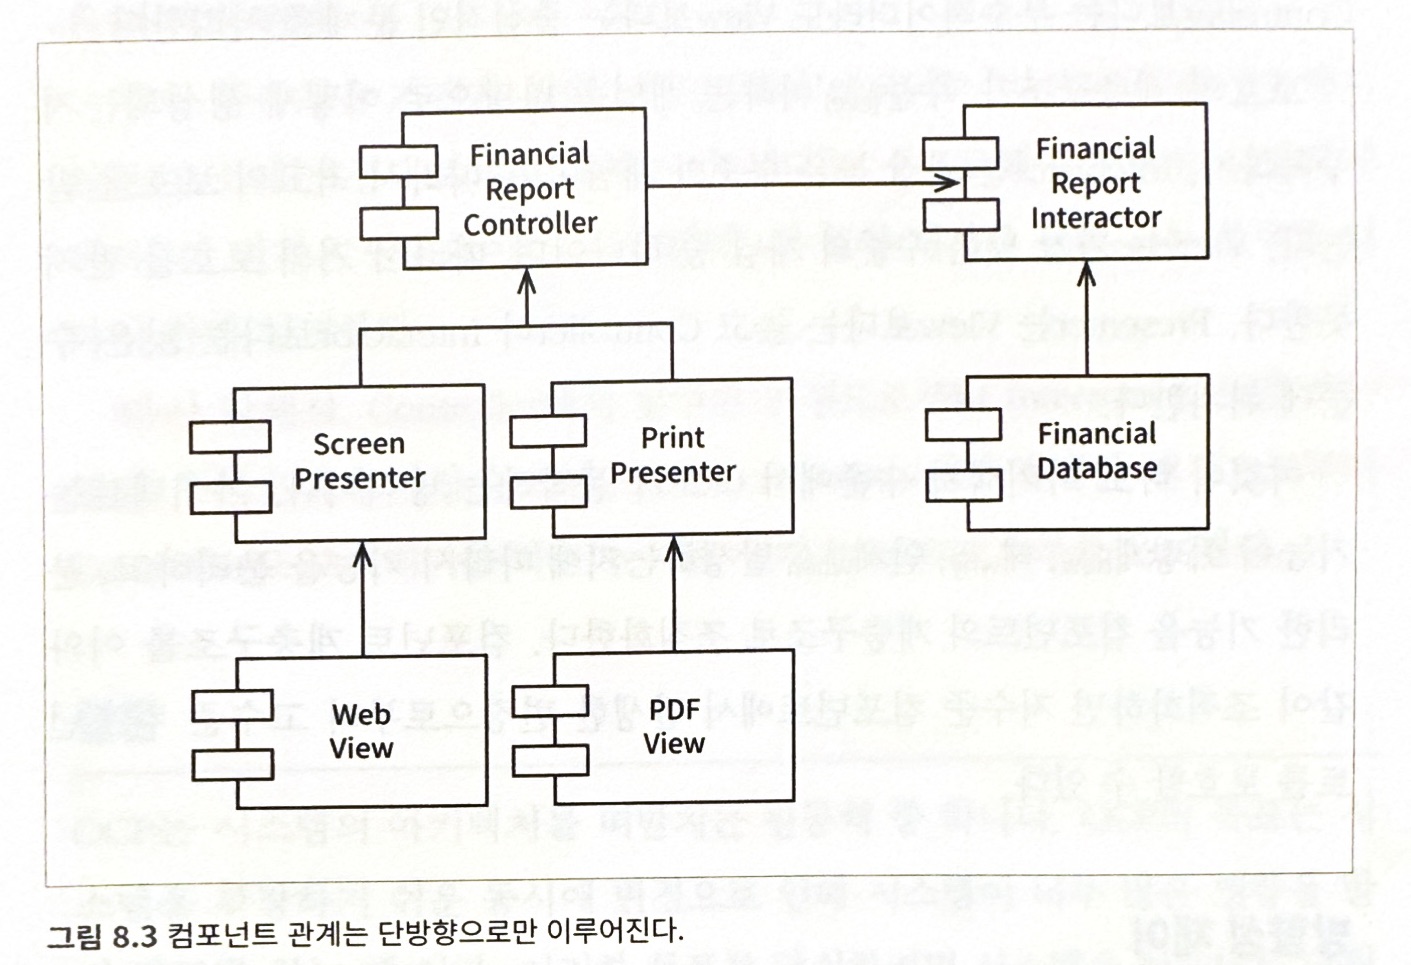 Financial
Report
Controller
Financial
Report
Interactor
Screen
Presenter
Print
Presenter
Financial
Database
Web
View
PDF
View
그림 8.3 컴포넌트 관계는 단방향으로만 이루어진다.